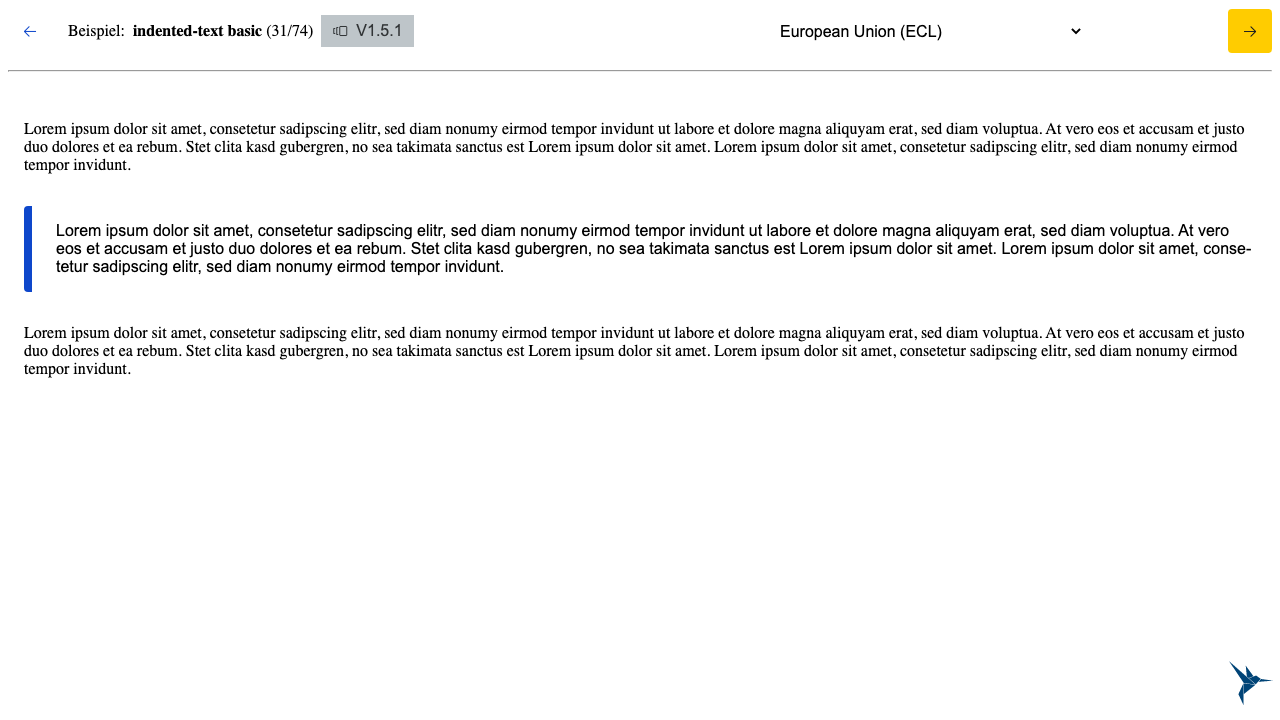 Beispiel: indented-text basic (31/74) V1.5.1 European Union (ECL)
Lorem ipsum dolor sit amet, consetetur sadipscing elitr, sed diam nonumy eirmod tempor invidunt ut labore et dolore magna aliquyam erat, sed diam voluptua. At vero eos et accusam et justo
duo dolores et ea rebum. Stet clita kasd gubergren, no sea takimata sanctus est Lorem ipsum dolor sit amet. Lorem ipsum dolor sit amet, consetetur sadipscing elitr, sed diam nonumy eirmod
tempor invidunt.
Lorem ipsum dolor sit amet, consetetur sadipscing elitr, sed diam nonumy eirmod tempor invidunt ut labore et dolore magna aliquyam erat, sed diam voluptua. At vero
eos et accusam et justo duo dolores et ea rebum. Stet clita kasd gubergren, no sea takimata sanctus est Lorem ipsum dolor sit amet. Lorem ipsum dolor sit amet, conse-
tetur sadipscing elitr, sed diam nonumy eirmod tempor invidunt.
Lorem ipsum dolor sit amet, consetetur sadipscing elitr, sed diam nonumy eirmod tempor invidunt ut labore et dolore magna aliquyam erat, sed diam voluptua. At vero eos et accusam et justo
duo dolores et ea rebum. Stet clita kasd gubergren, no sea takimata sanctus est Lorem ipsum dolor sit amet. Lorem ipsum dolor sit amet, consetetur sadipscing elitr, sed diam nonumy eirmod
tempor invidunt.